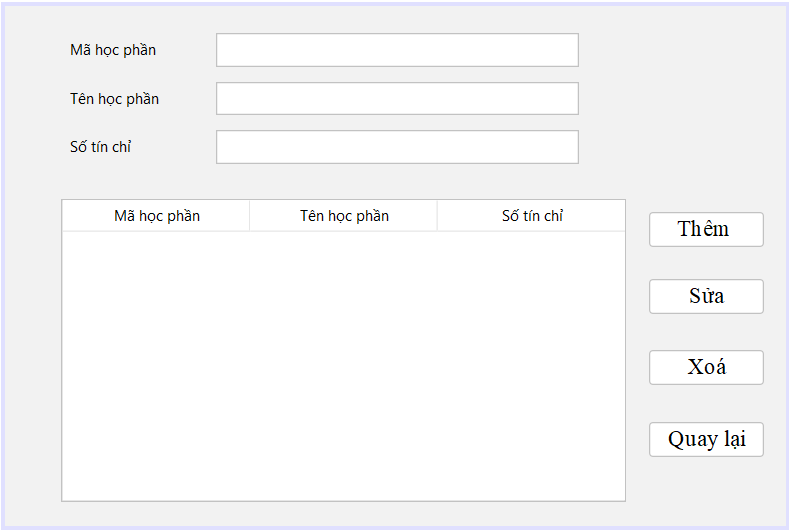 Mã học phần
Tên học phần
Số tín chỉ
Mã học phần Tên học phần Số tín chỉ
Thêm
Sửa
Xoá
Quay lại